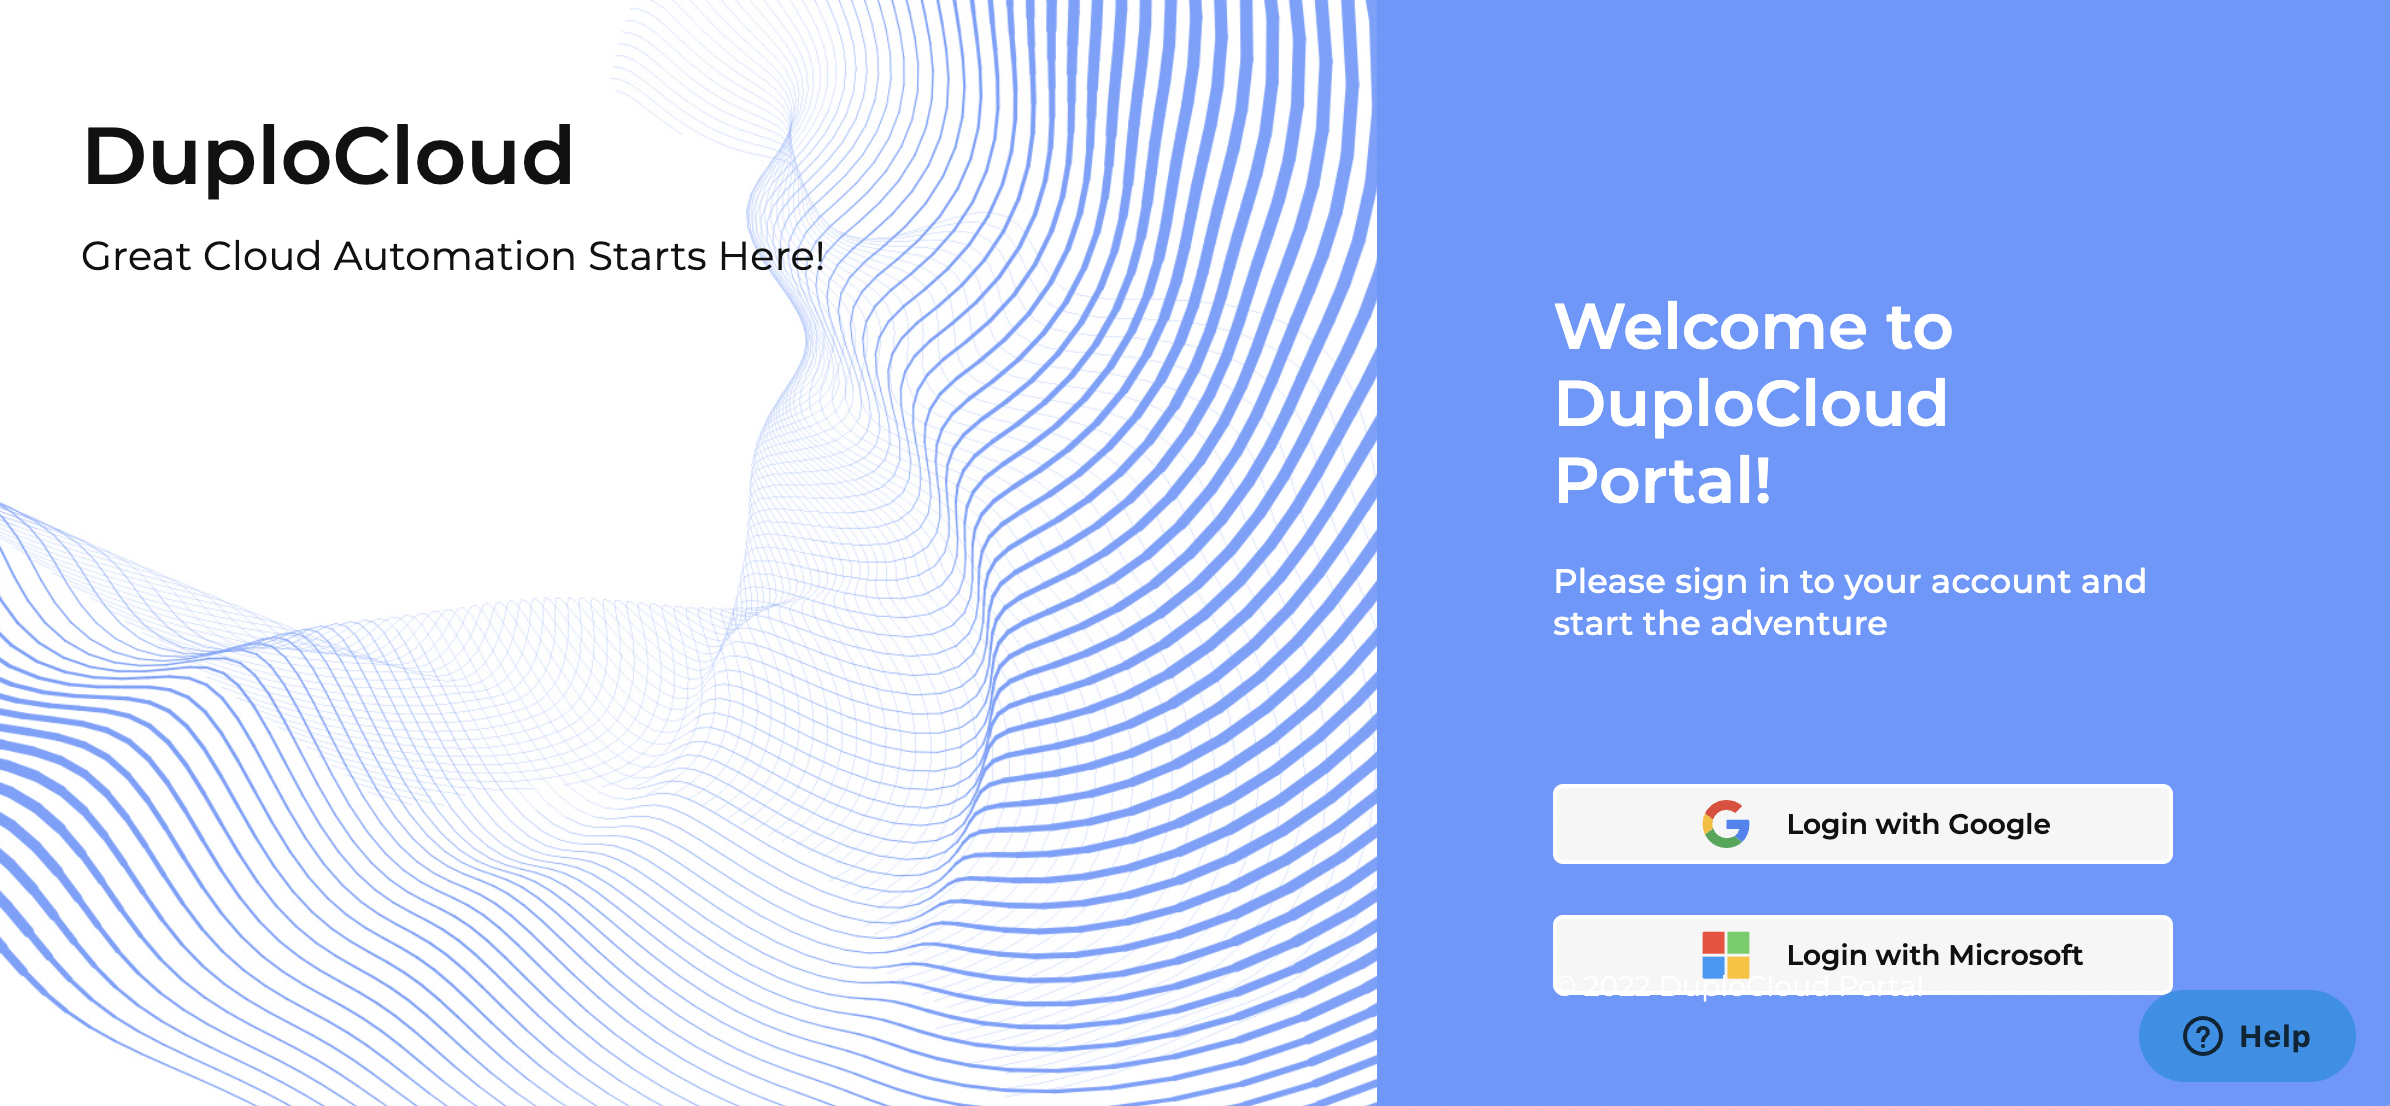 DuploCloud
Great Cloud Automation Starts Here!
Welcome to
DuploCloud
Portal!
Please sign in to your account and
start the adventure
Login with Google
Login with Microsoft
© 2022 DuploCloud Portal
Help